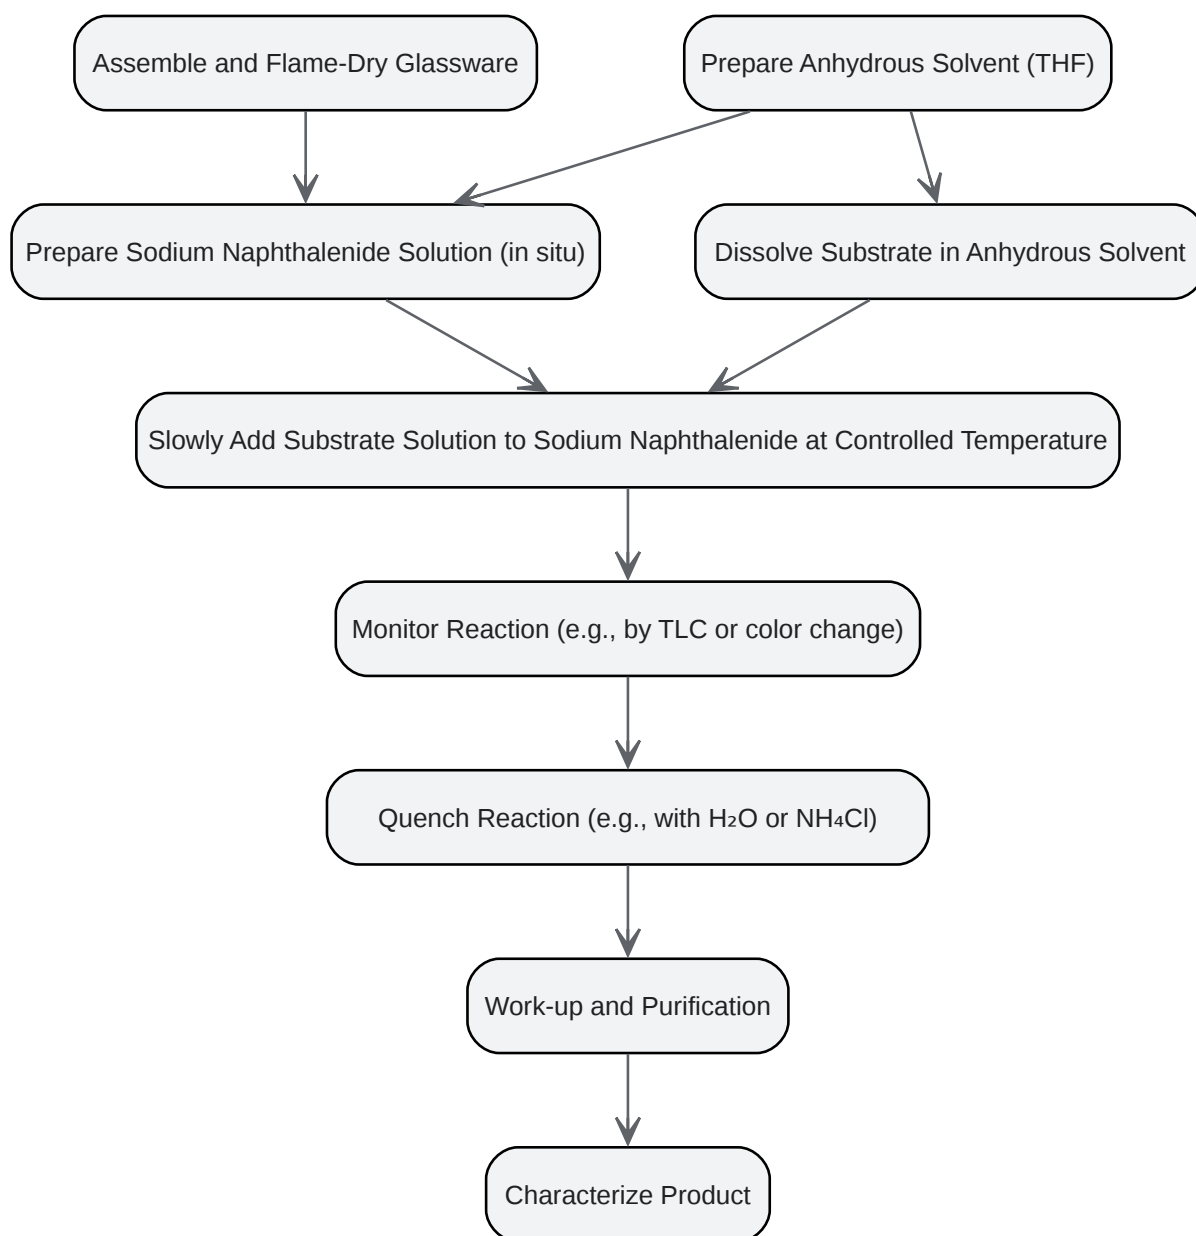 Assemble and Flame-Dry Glassware
Prepare Anhydrous Solvent (THF)
Prepare Sodium Naphthalenide Solution (in situ)
Dissolve Substrate in Anhydrous Solvent
Slowly Add Substrate Solution to Sodium Naphthalenide at Controlled Temperature
Monitor Reaction (e.g., by TLC or color change)
Quench Reaction (e.g., with H₂O or NH₄Cl)
Work-up and Purification
Characterize Product